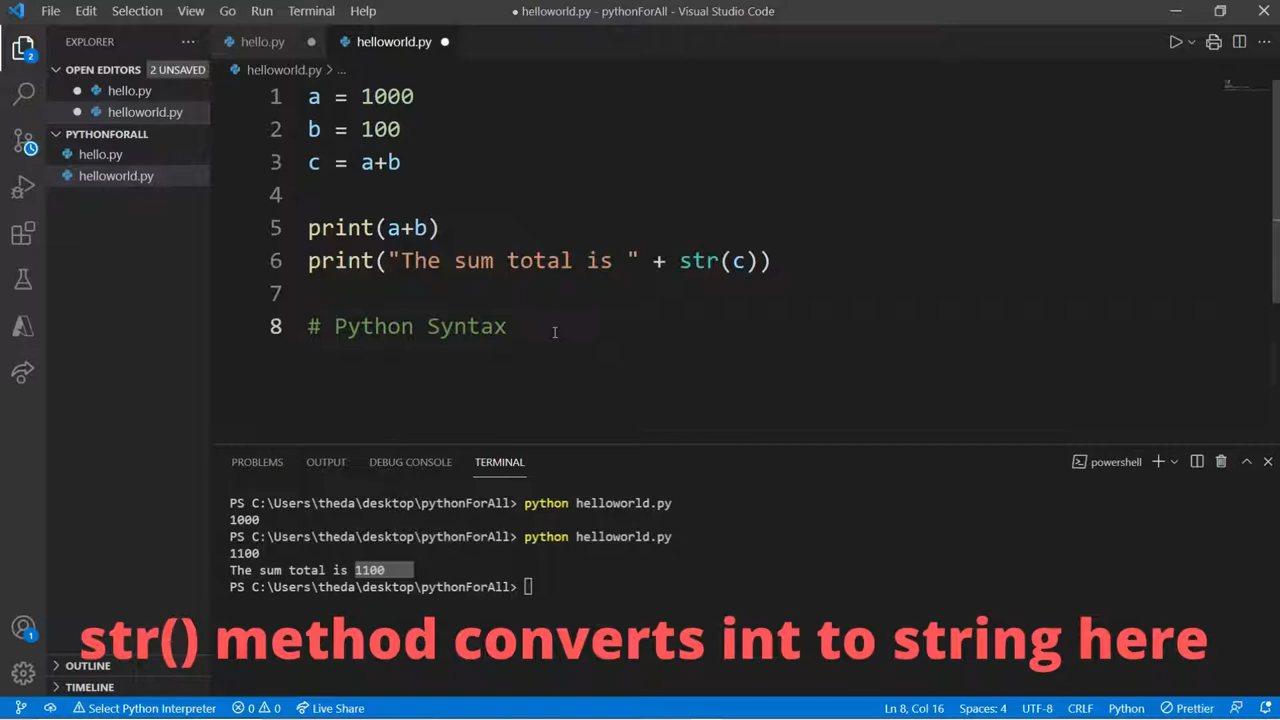 File Edit Selection View Go Run Terminal Help
● helloworld.py - pythonForAll - Visual Studio Code
EXPLORER ...
hello.py ●
helloworld.py ●
OPEN EDITORS 2 UNSAVED
● hello.py
● helloworld.py
PYTHONFORALL
hello.py
helloworld.py
helloworld.py > ...
1 a = 1000
2 b = 100
3 c = a+b
4
5 print(a+b)
6 print("The sum total is " + str(c))
7
8 # Python Syntax
PROBLEMS OUTPUT DEBUG CONSOLE TERMINAL
powershell
PS C:\Users\theda\desktop\pythonForAll> python helloworld.py
1000
PS C:\Users\theda\desktop\pythonForAll> python helloworld.py
1100
The sum total is 1100
PS C:\Users\theda\desktop\pythonForAll>
str() method converts int to string here
2
1
OUTLINE
TIMELINE
Select Python Interpreter 0 0 Live Share Ln 8, Col 16 Spaces: 4 UTF-8 CRLF Python Prettier